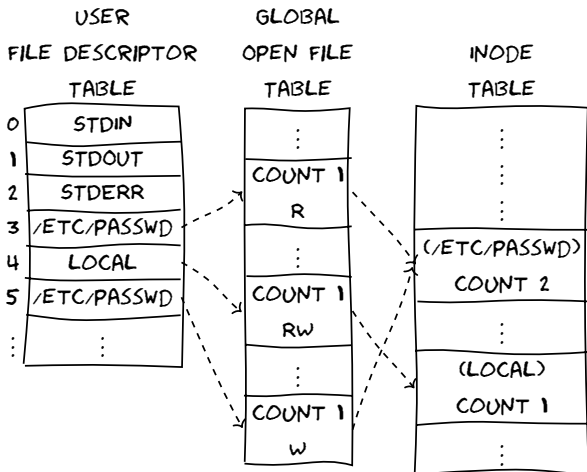 USER
FILE DESCRIPTOR
TABLE
0 STDIN
1 STDOUT
2 STDERR
3 /ETC/PASSWD
4 LOCAL
5 /ETC/PASSWD
⋮ ⋮
GLOBAL
OPEN FILE
TABLE
⋮
COUNT 1
R
⋮
COUNT 1
RW
⋮
COUNT 1
W
INODE
TABLE
⋮
⋮
(/ETC/PASSWD)
COUNT 2
⋮
(LOCAL)
COUNT 1
⋮